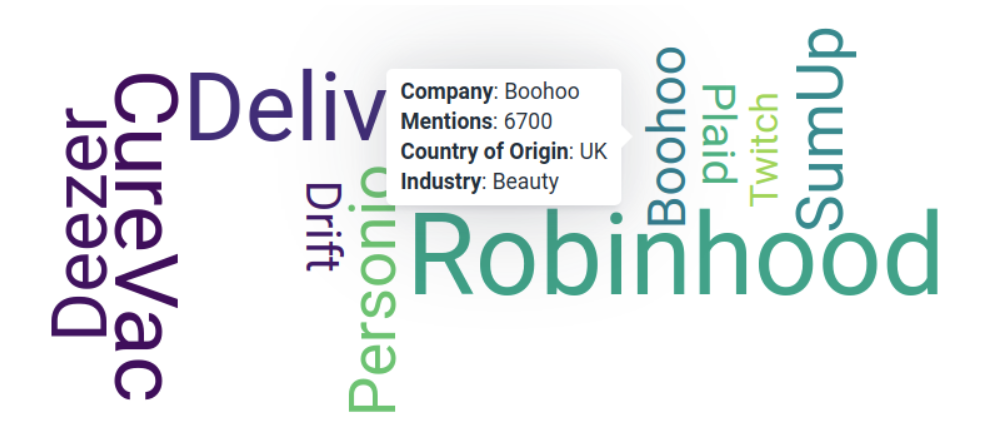 Deezer
CureVac
Deliv
Drift
Personio
Company: Boohoo
Mentions: 6700
Country of Origin: UK
Industry: Beauty
Robinhood
Boohoo
Plaid
Twitch
SumUp